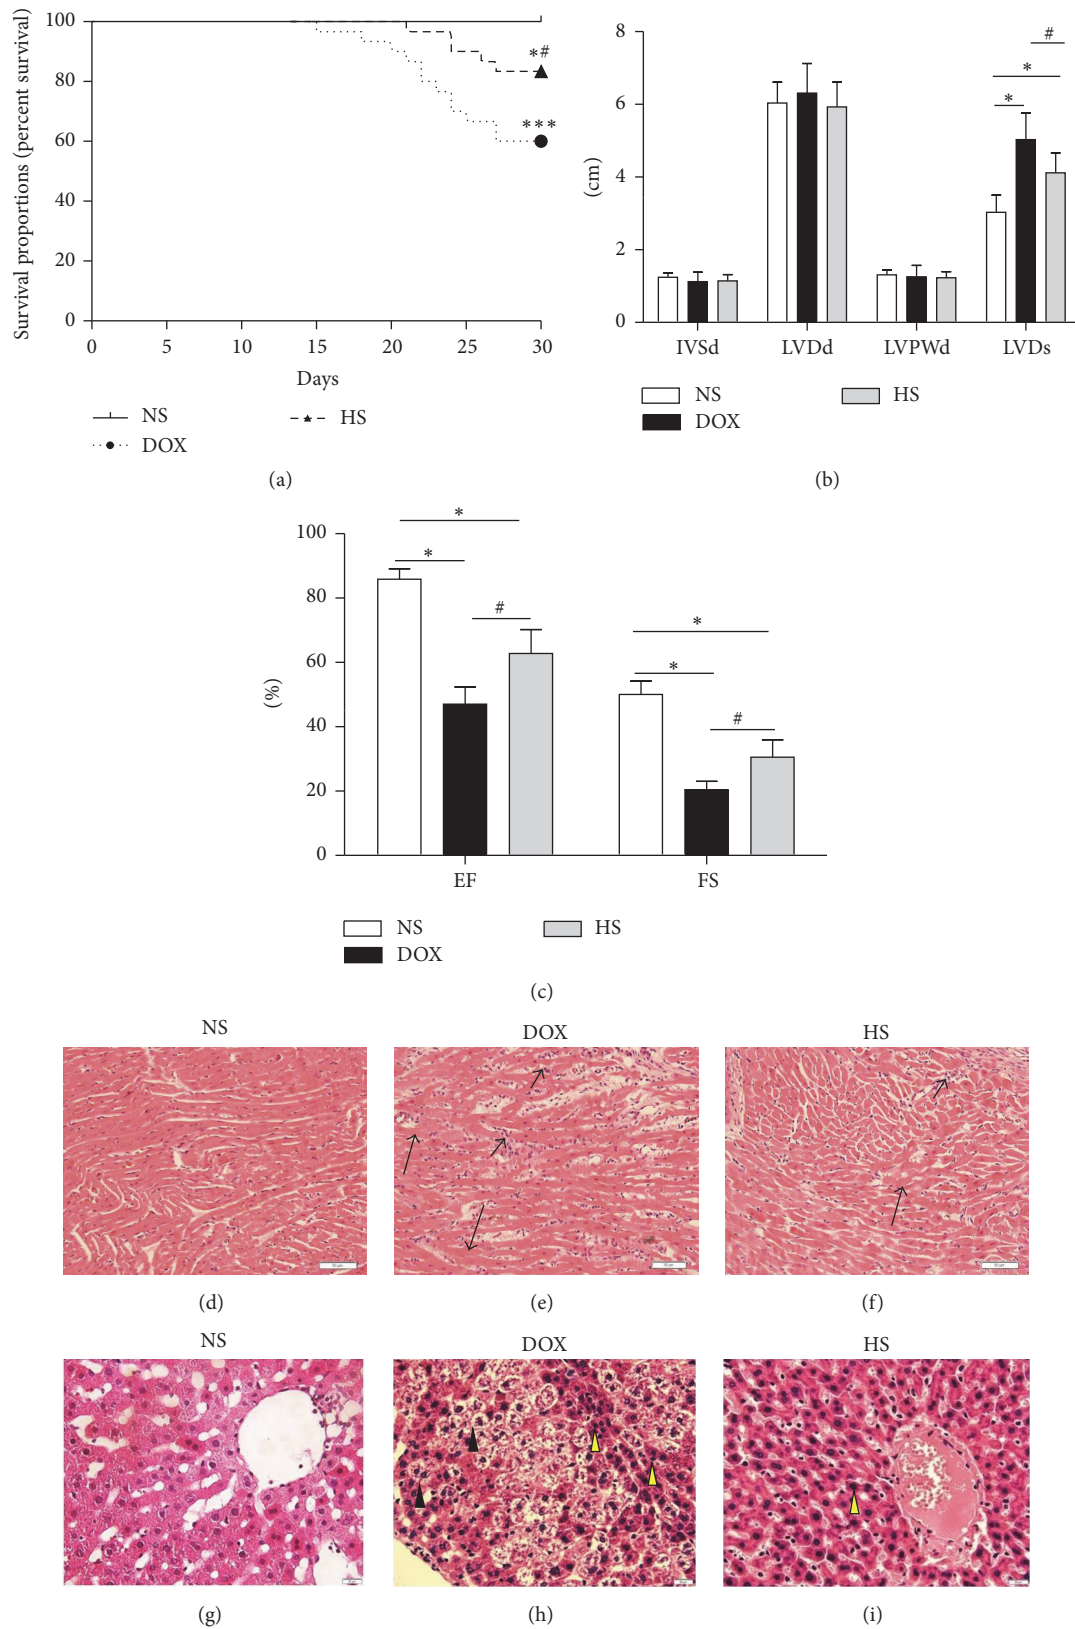 Survival proportions (percent survival)
100
80
60
40
20
0
*#
***
0 5 10 15 20 25 30
Days
NS
HS
DOX
(a)
(cm)
8
6
4
2
0
#
*
*
IVSd LVDd LVPWd LVDs
NS
HS
DOX
(b)
(%)
100
80
60
40
20
0
*
*
#
*
*
#
EF FS
NS
HS
DOX
(c)
NS DOX HS
(d) (e) (f)
NS DOX HS
(g) (h) (i)